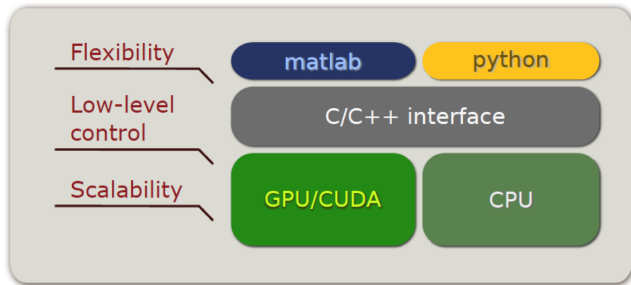 Flexibility
matlab
python
Low-level
control
C/C++ interface
Scalability
GPU/CUDA
CPU